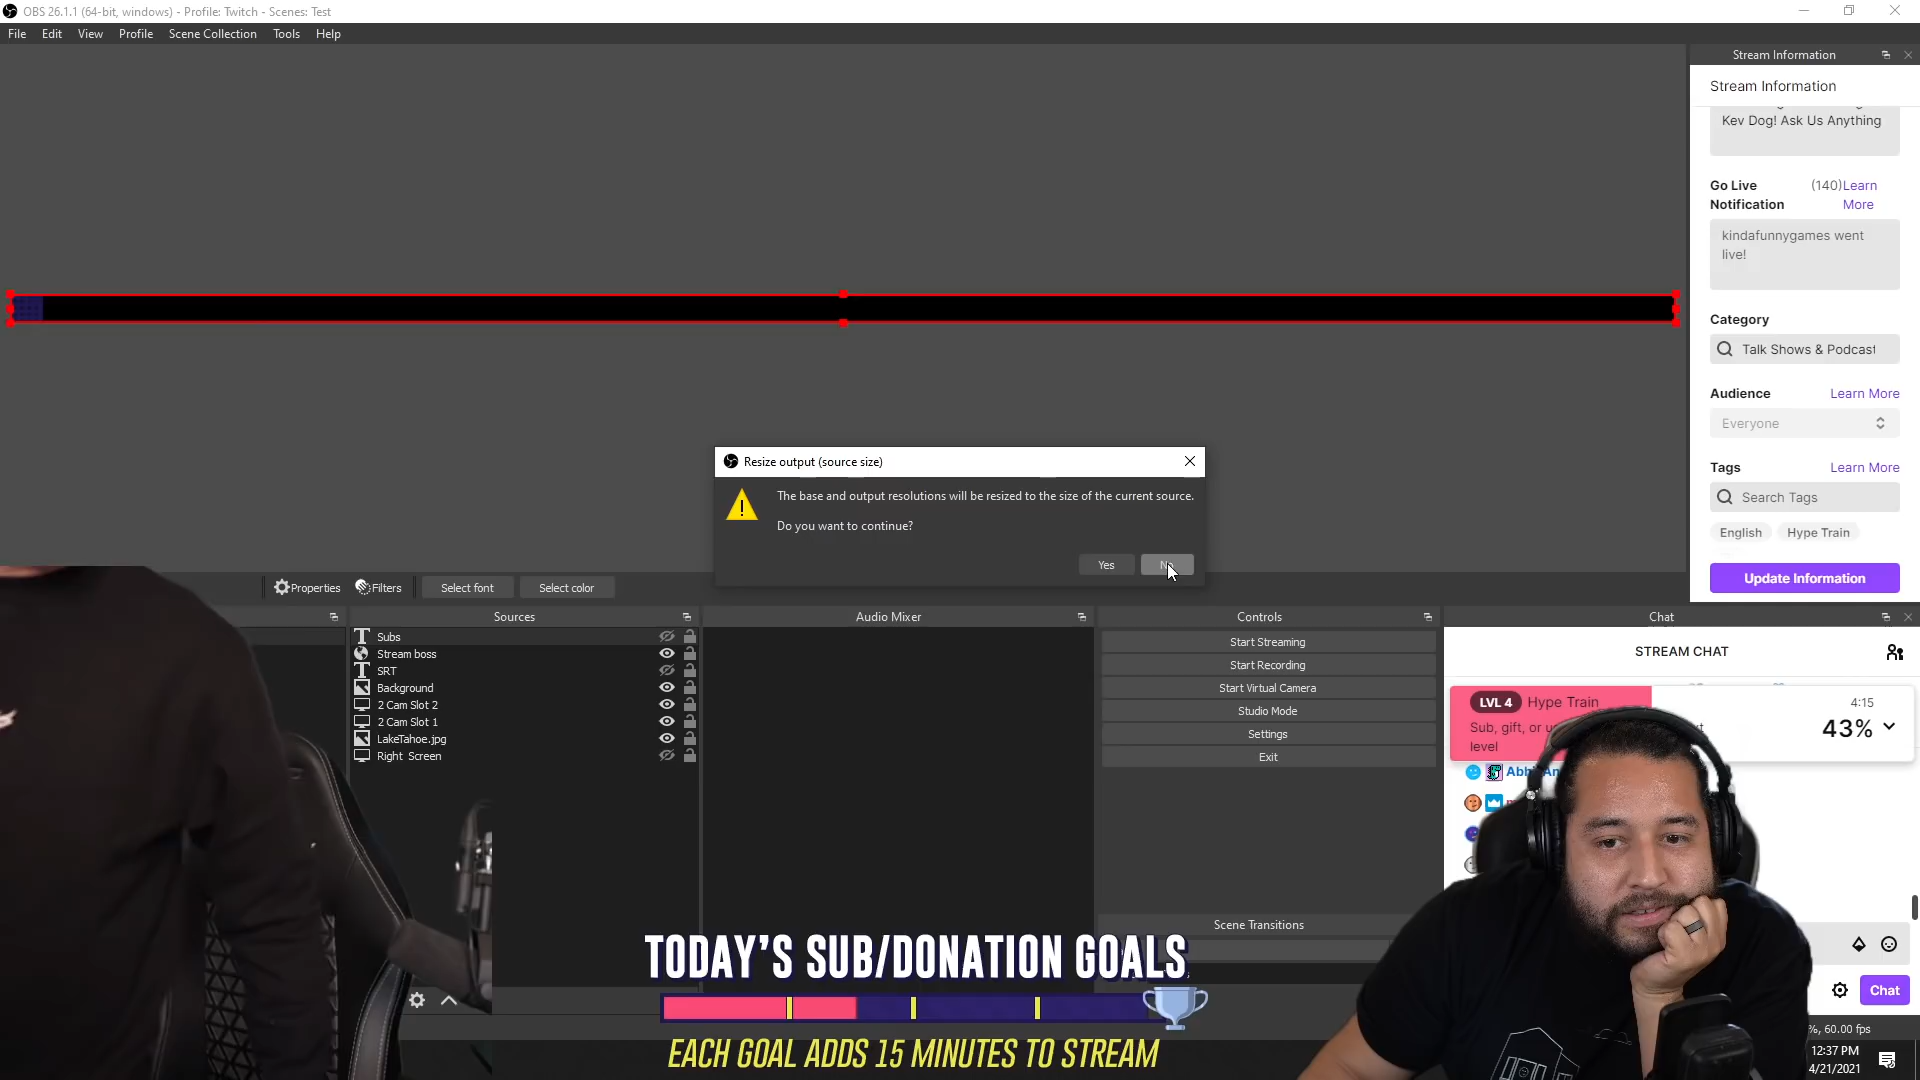 OBS 26.1.1 (64-bit, windows) - Profile: Twitch - Scenes: Test
File Edit View Profile Scene Collection Tools Help
Stream Information
Stream Information
Kev Dog! Ask Us Anything
Go Live Notification
(140) Learn More
kindafunnygames went live!
Category
Talk Shows & Podcast
Audience Learn More
Everyone
Tags Learn More
Search Tags
English Hype Train
Update Information
Resize output (source size)
The base and output resolutions will be resized to the size of the current source.
Do you want to continue?
Yes
Properties Filters Select font Select color
Sources
Subs
Stream boss
SRT
Background
2 Cam Slot 2
2 Cam Slot 1
LakeTahoe.jpg
Right Screen
Audio Mixer
Controls
Start Streaming
Start Recording
Start Virtual Camera
Studio Mode
Settings
Exit
Scene Transitions
Chat
STREAM CHAT
LVL 4 Hype Train
4:15
Sub, gift, or
level
43%
Chat
%, 60.00 fps
12:37 PM
4/21/2021
TODAY'S SUB/DONATION GOALS
EACH GOAL ADDS 15 MINUTES TO STREAM